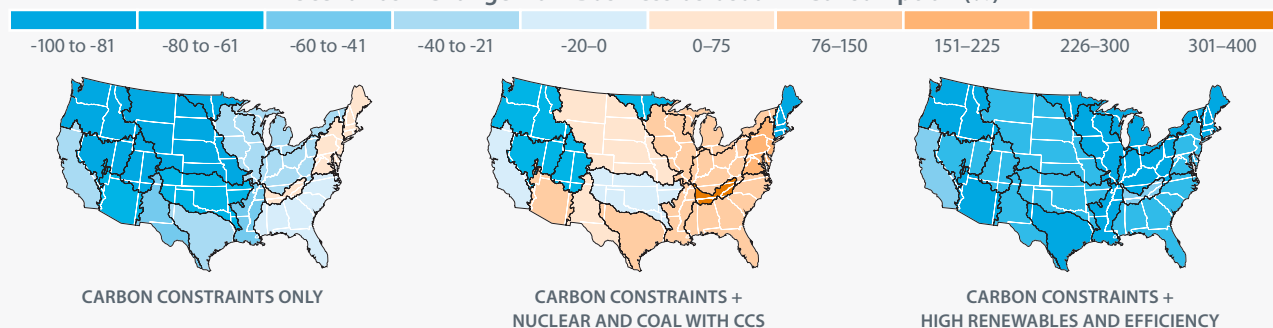 -100 to -81 -80 to -61 -60 to -41 -40 to -21 -20–0 0–75 76–150 151–225 226–300 301–400
CARBON CONSTRAINTS ONLY
CARBON CONSTRAINTS +
NUCLEAR AND COAL WITH CCS
CARBON CONSTRAINTS +
HIGH RENEWABLES AND EFFICIENCY